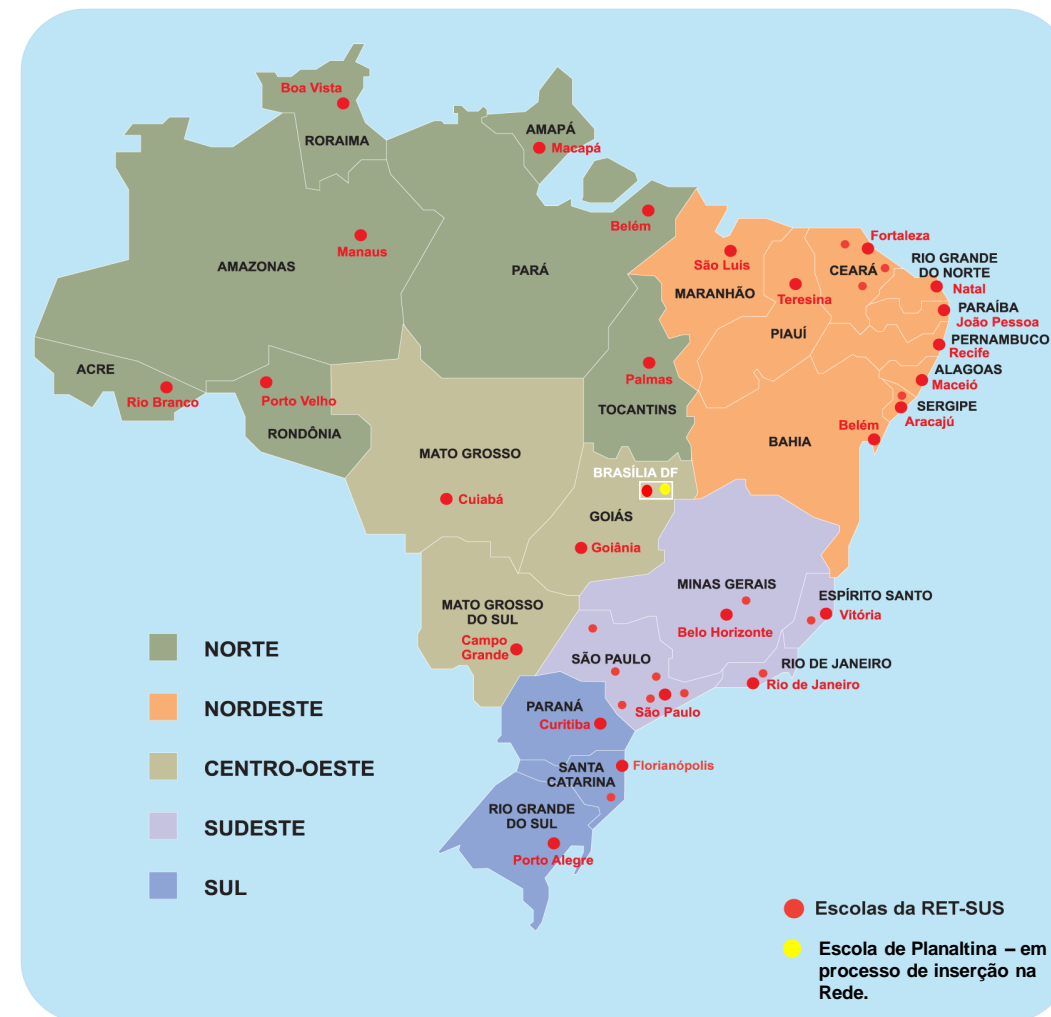 Boa Vista
RORAIMA
AMAPÁ
Macapá
Belém
Manaus
AMAZONAS
PARÁ
São Luis
MARANHÃO
Teresina
PIAUÍ
Fortaleza
CEARÁ
RIO GRANDE
DO NORTE
Natal
PARAÍBA
João Pessoa
PERNAMBUCO
Recife
ALAGOAS
Maceió
SERGIPE
Aracajú
Belém
BAHIA
ACRE
Rio Branco
Porto Velho
RONDÔNIA
Palmas
TOCANTINS
MATO GROSSO
Cuiabá
BRASÍLIA DF
GOIÁS
Goiânia
MATO GROSSO
DO SUL
Campo
Grande
MINAS GERAIS
Belo Horizonte
ESPÍRITO SANTO
Vitória
SÃO PAULO
São Paulo
RIO DE JANEIRO
Rio de Janeiro
PARANÁ
Curitiba
SANTA
CATARINA
Florianópolis
RIO GRANDE
DO SUL
Porto Alegre
NORTE
NORDESTE
CENTRO-OESTE
SUDESTE
SUL
Escolas da RET-SUS
Escola de Planaltina – em
processo de inserção na
Rede.